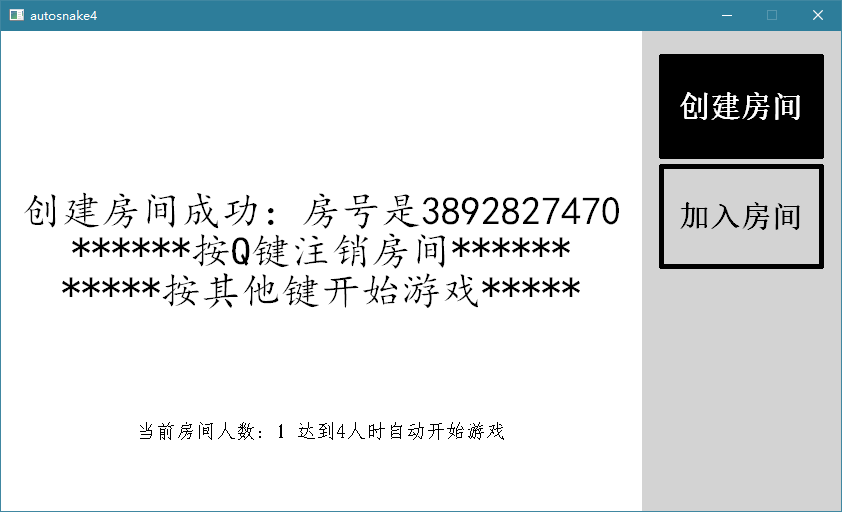 autosnake4
创建房间
加入房间
创建房间成功：房号是3892827470
******按Q键注销房间******
*****按其他键开始游戏*****
当前房间人数：1 达到4人时自动开始游戏